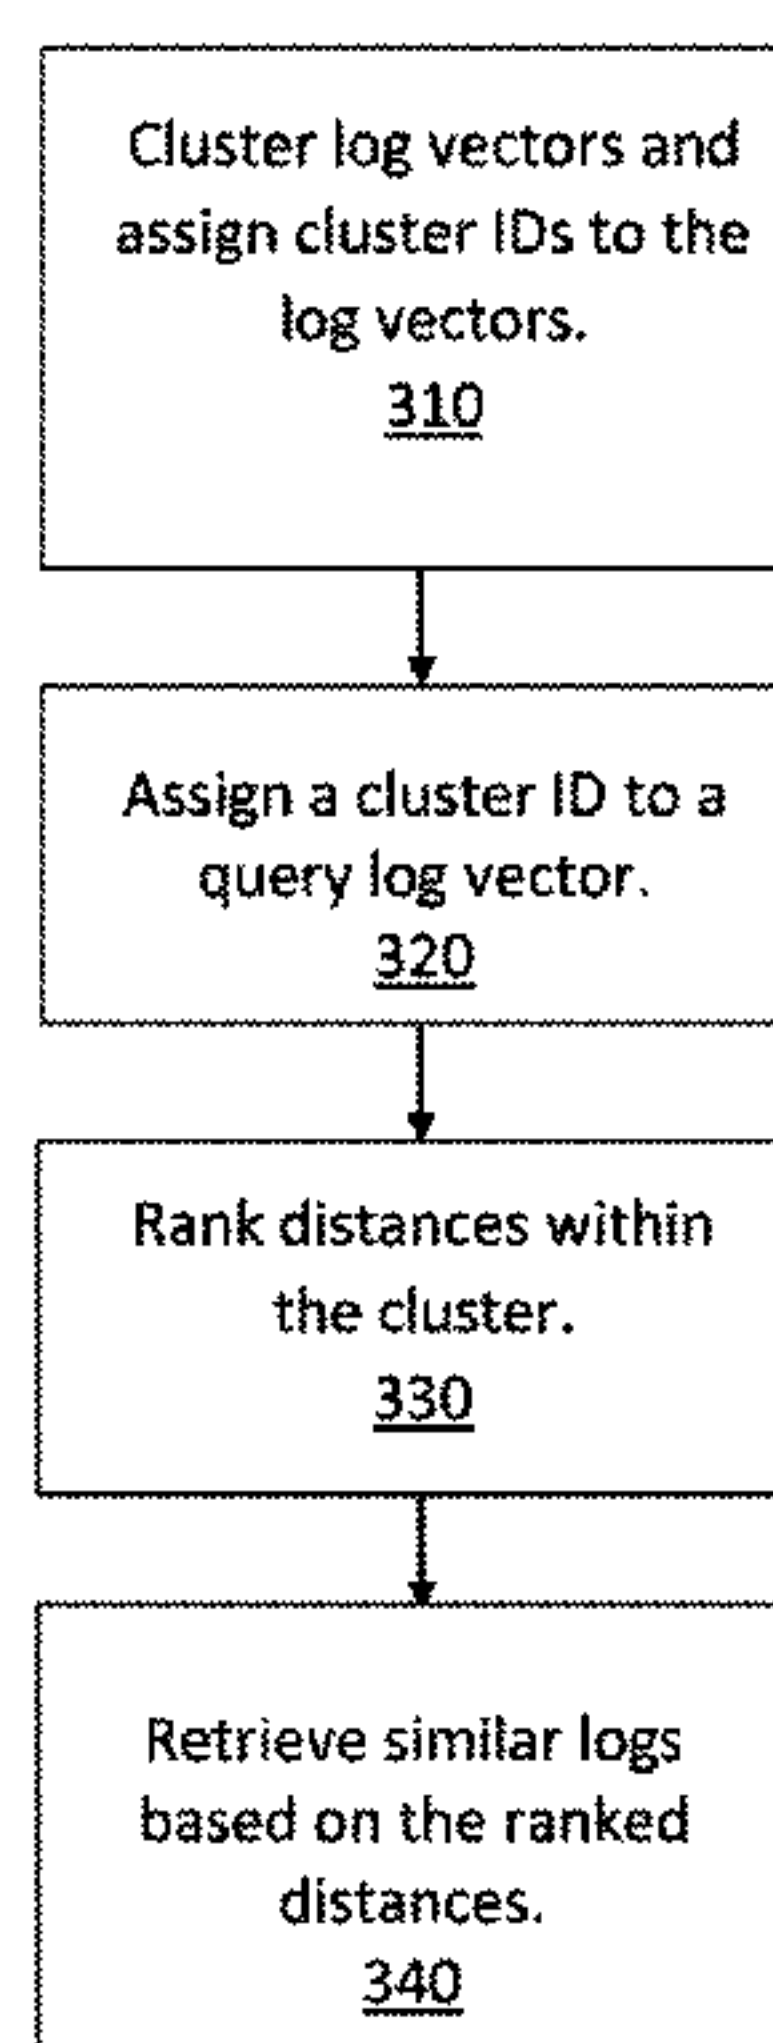 Cluster log vectors and
assign cluster IDs to the
log vectors.
310
Assign a cluster ID to a
query log vector.
320
Rank distances within
the cluster.
330
Retrieve similar logs
based on the ranked
distances.
340